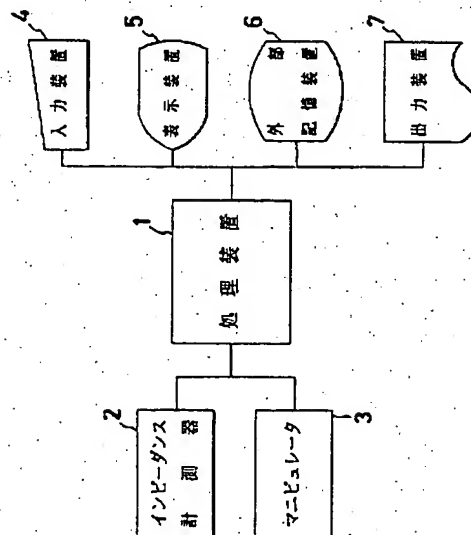 4
入力装置
5
表示装置
6
外部
記憶装置
7
出力装置
1
処理装置
2
インピーダンス
計測器
3
マニピュレータ